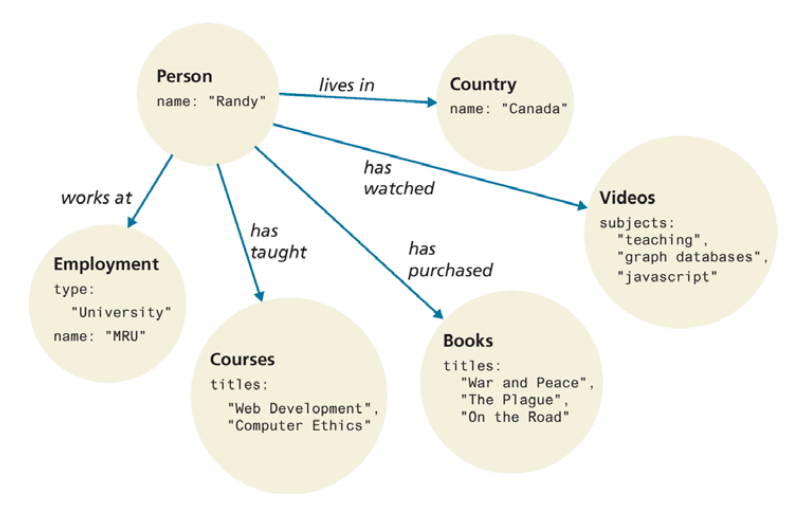 Person
name: "Randy"
lives in
Country
name: "Canada"
has
watched
Videos
subjects:
"teaching",
"graph databases",
"javascript"
works at
Employment
type:
"University"
name: "MRU"
has
taught
Courses
titles:
"Web Development",
"Computer Ethics"
has
purchased
Books
titles:
"War and Peace",
"The Plague",
"On the Road"